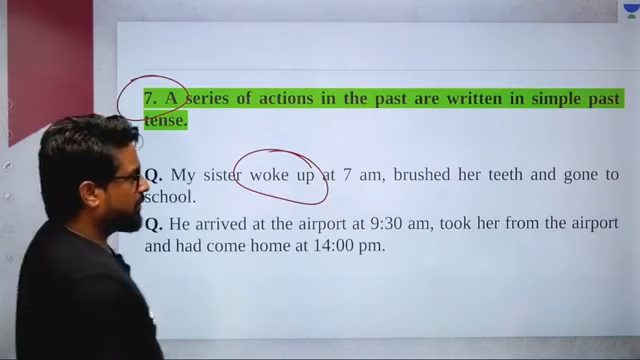 7. A series of actions in the past are written in simple past
tense.
Q. My sister woke up at 7 am, brushed her teeth and gone to
school.
Q. He arrived at the airport at 9:30 am, took her from the airport
and had come home at 14:00 pm.